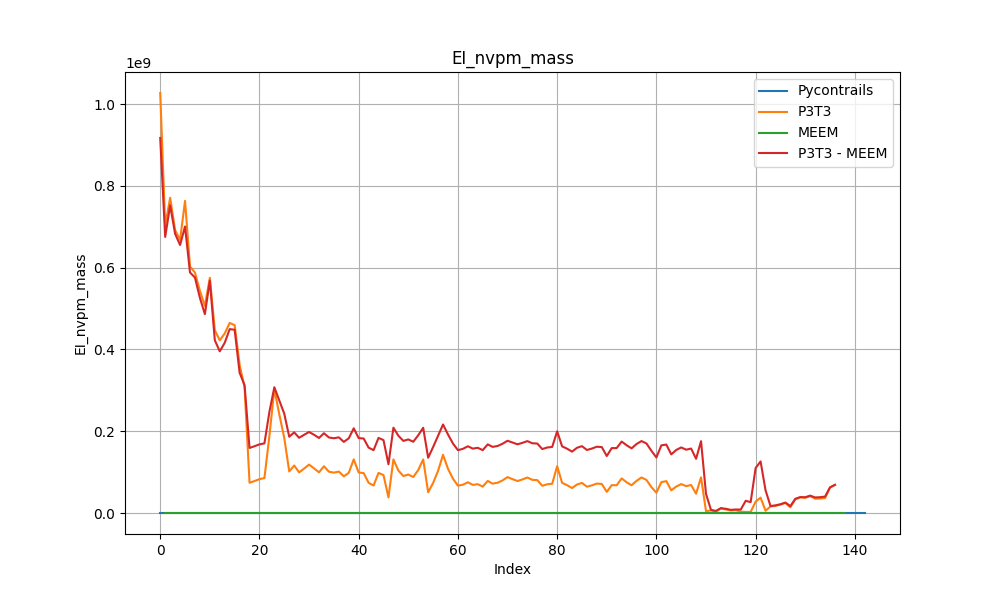 EI_nvpm_mass
1e9
Pycontrails
P3T3
MEEM
P3T3 - MEEM
1.0
0.8
0.6
0.4
0.2
0.0
EI_nvpm_mass
0 20 40 60 80 100 120 140
Index